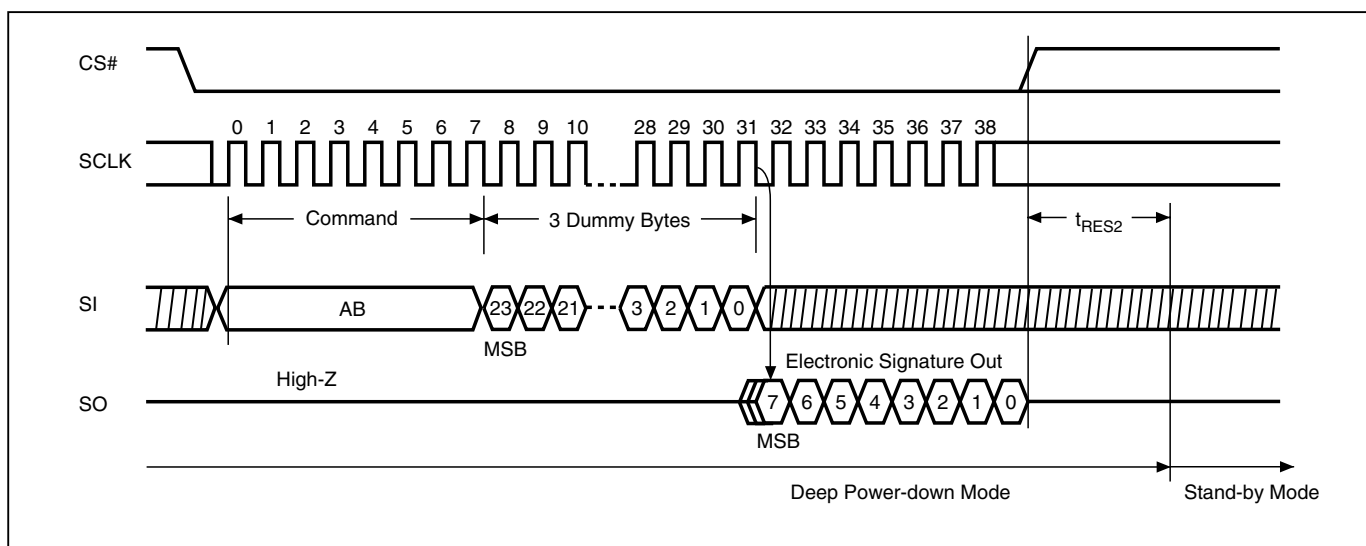 CS#
0 1 2 3 4 5 6 7 8 9 10 28 29 30 31 32 33 34 35 36 37 38
SCLK
Command
3 Dummy Bytes
tRES2
SI
AB
23 22 21 3 2 1 0
MSB
Electronic Signature Out
High-Z
SO
7 6 5 4 3 2 1 0
MSB
Deep Power-down Mode
Stand-by Mode